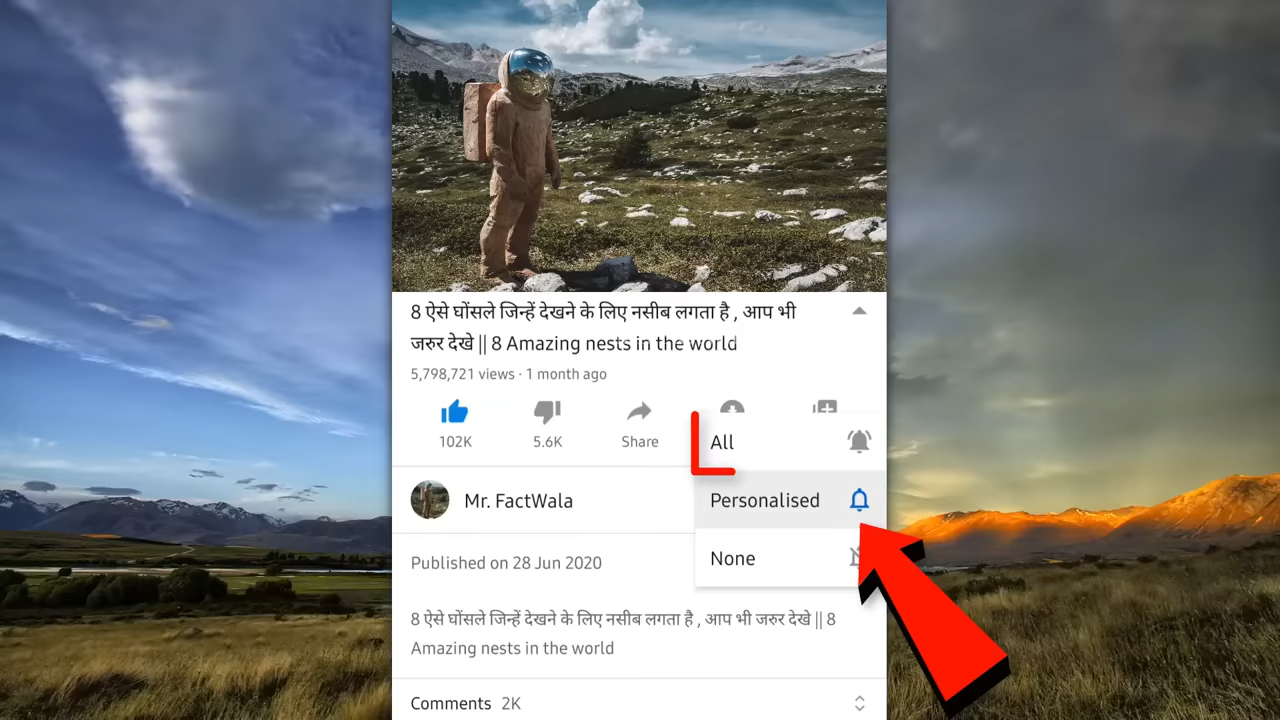 8 ऐसे घोंसले जिन्हें देखने के लिए नसीब लगता है , आप भी
जरुर देखे || 8 Amazing nests in the world
5,798,721 views · 1 month ago
102K
5.6K
Share
All
Personalised
None
Mr. FactWala
Published on 28 Jun 2020
8 ऐसे घोंसले जिन्हें देखने के लिए नसीब लगता है , आप भी जरुर देखे || 8
Amazing nests in the world
Comments 2K